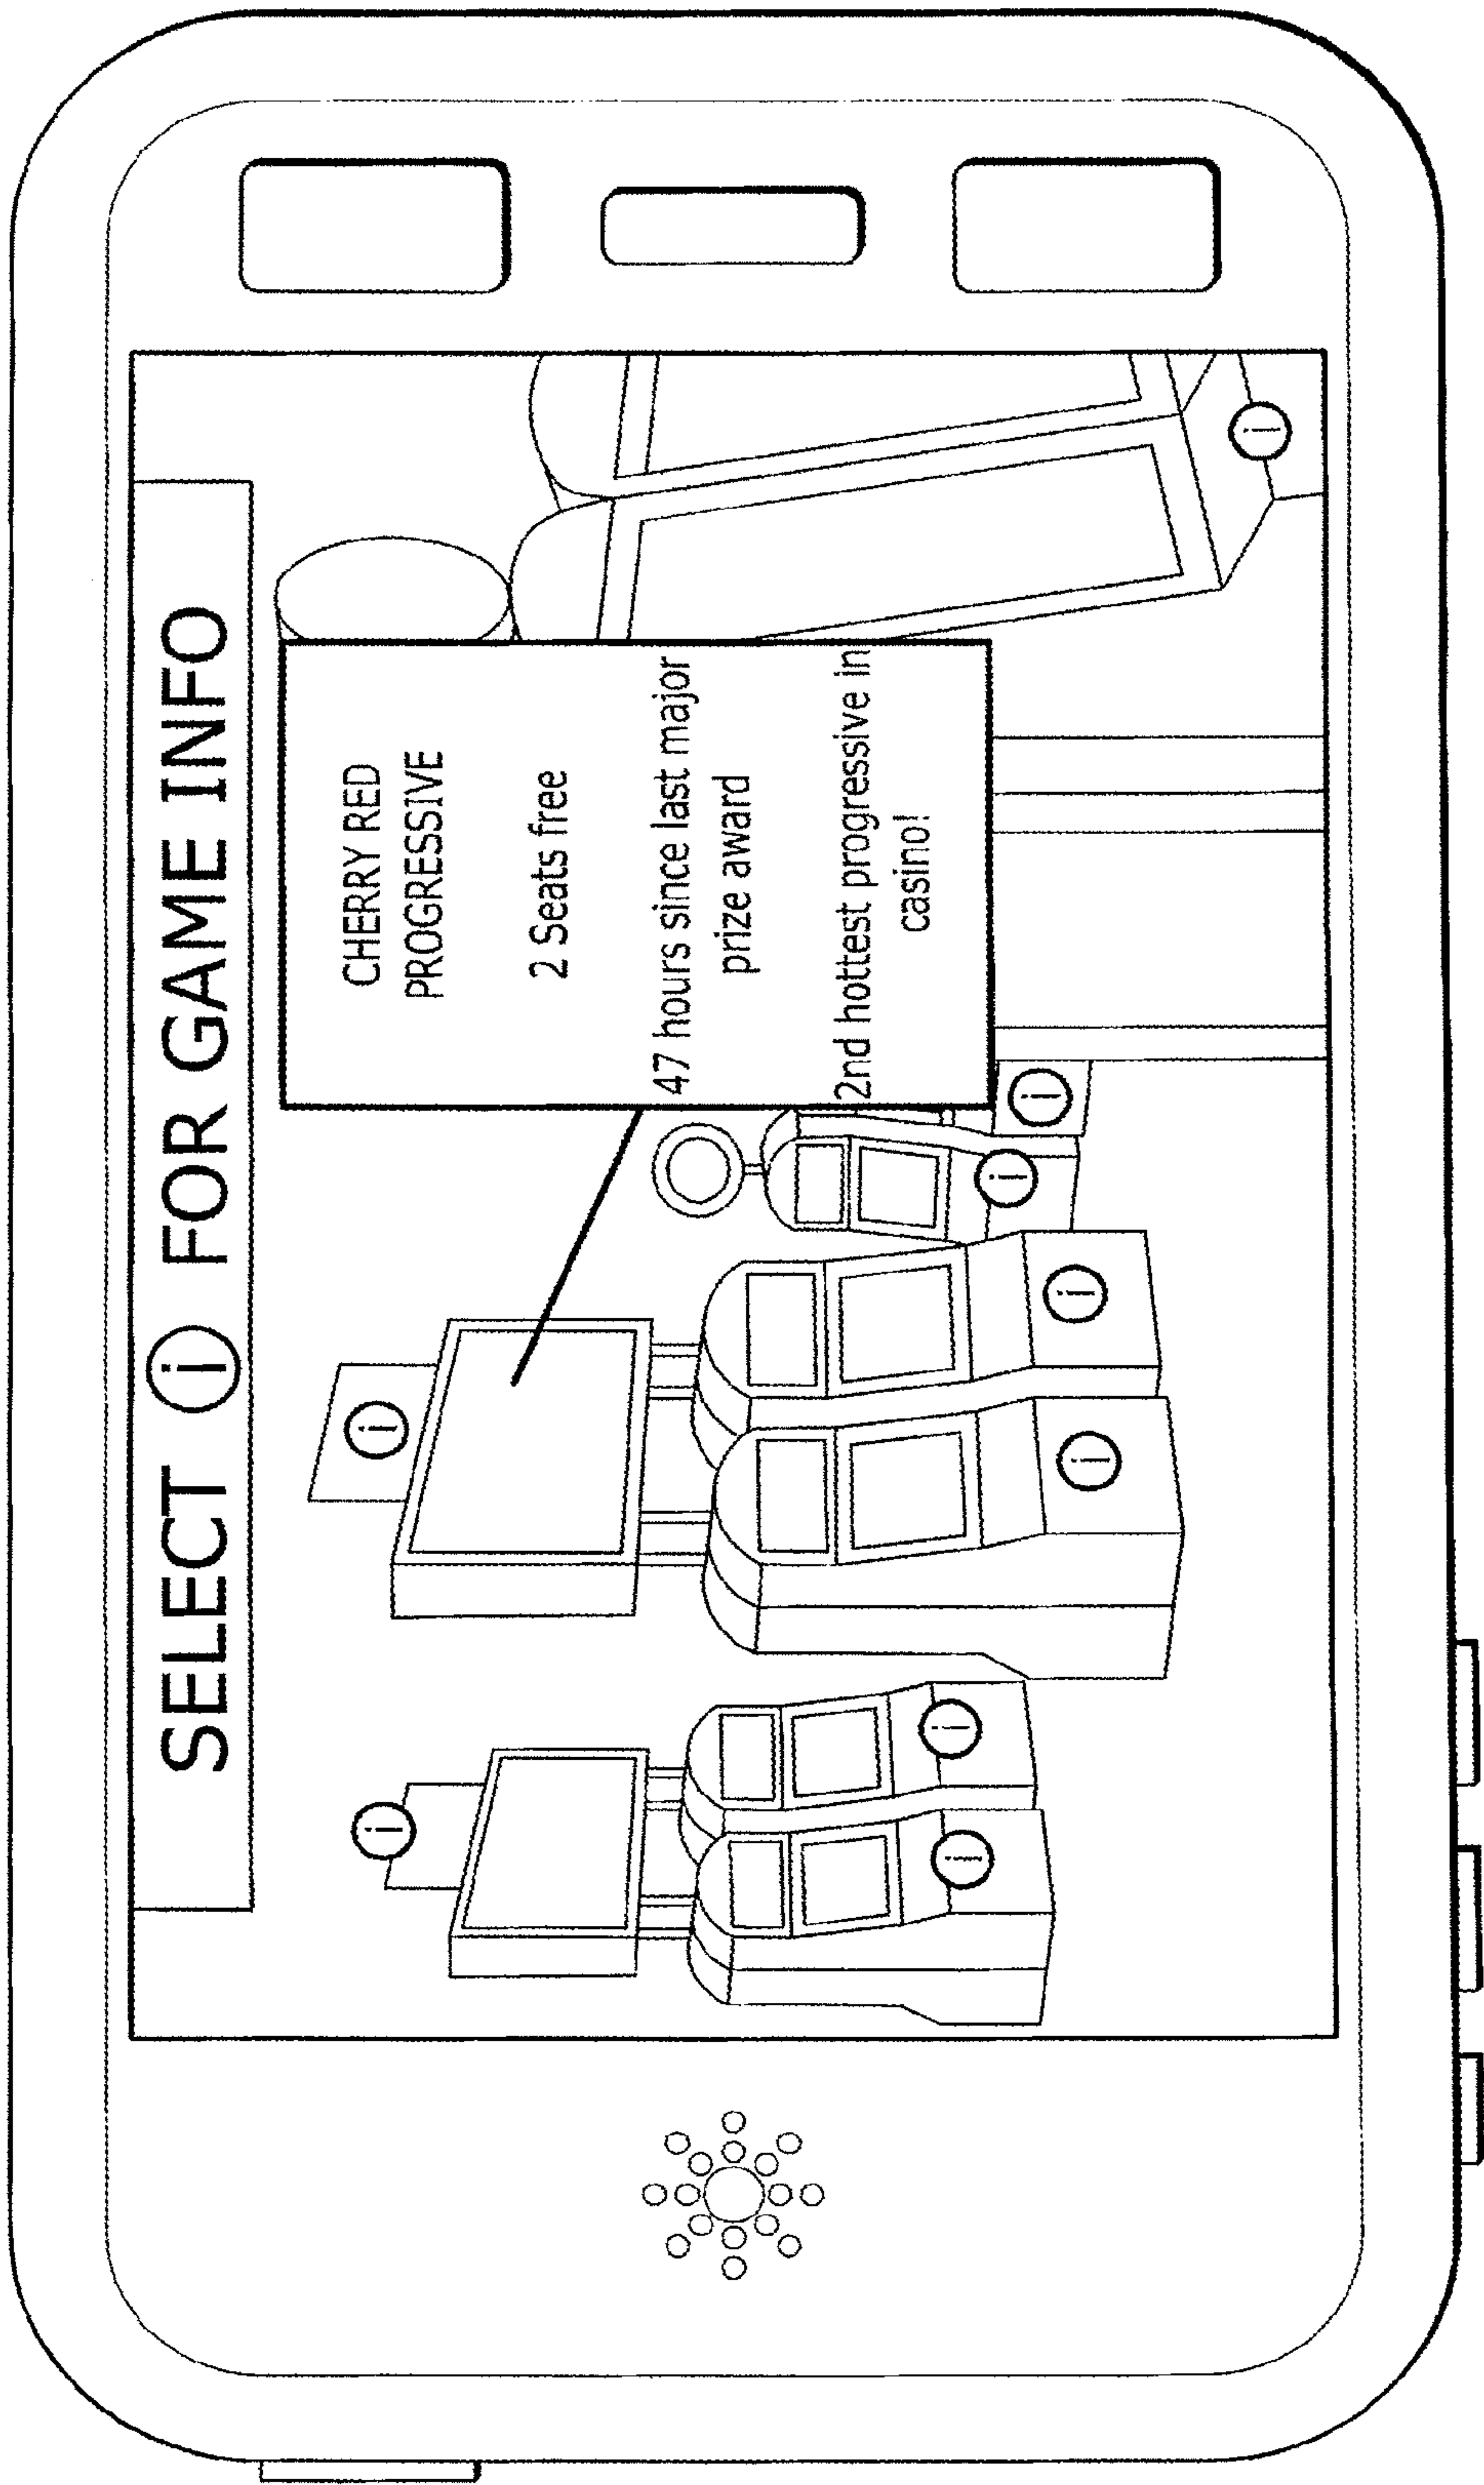 SELECT i FOR GAME INFO
CHERRY RED
PROGRESSIVE
2 Seats free
47 hours since last major
prize award
2nd hottest progressive in
casino!
i
i
i
i
i
i
i
i
i
i